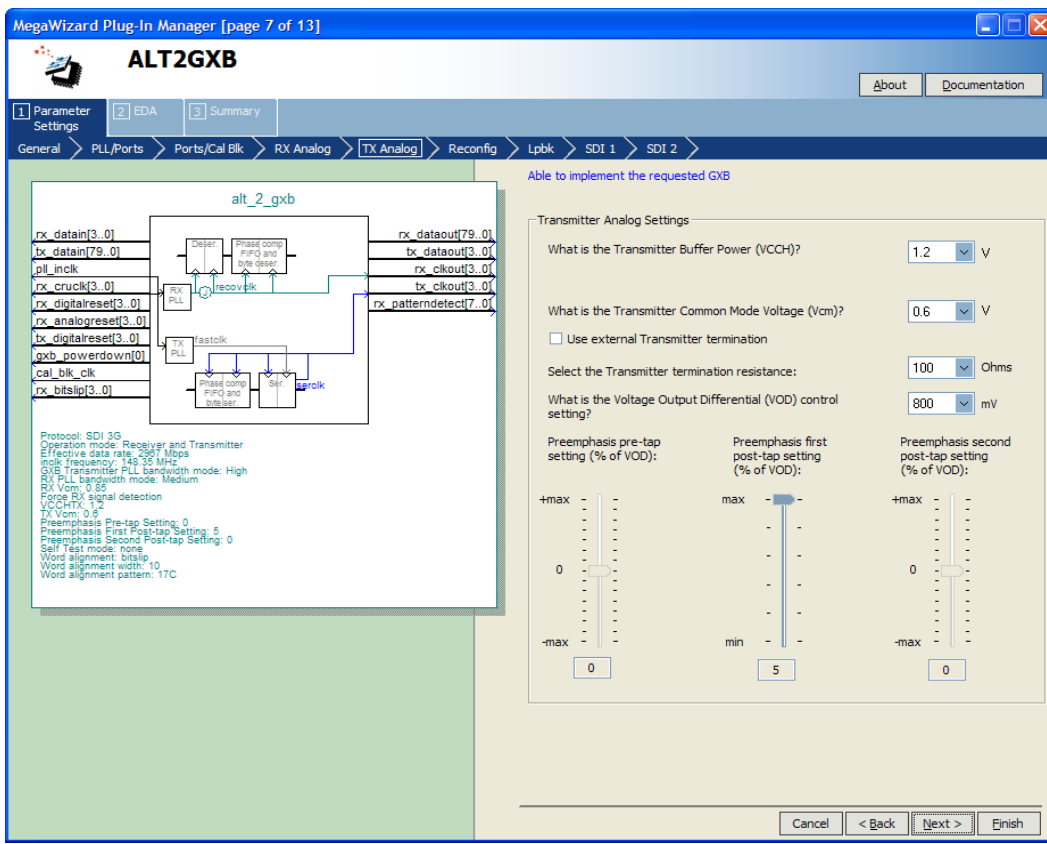 MegaWizard Plug-In Manager [page 7 of 13]
ALT2GXB
About
Documentation
1 Parameter Settings
2 EDA
3 Summary
General
PLL/Ports
Ports/Cal Blk
RX Analog
TX Analog
Reconfig
Lpbk
SDI 1
SDI 2
alt_2_gxb
rx_datain[3..0]
tx_datain[79..0]
pll_inclk
rx_cruclk[3..0]
rx_digitalreset[3..0]
rx_analogreset[3..0]
tx_digitalreset[3..0]
gxb_powerdown[0]
cal_blk_clk
rx_bitslip[3..0]
Deser.
Phase comp
FIFO and
byte deser.
RX
PLL
recovclk
TX
PLL
fastclk
Phase comp
FIFO and
byte ser.
Ser.
serclk
rx_dataout[79..0]
tx_dataout[3..0]
rx_clkout[3..0]
tx_clkout[3..0]
rx_patterndetect[7..0]
Protocol: SDI 3G
Operation mode: Receiver and Transmitter
Effective data rate: 2967 Mbps
inclk frequency: 148.35 MHz
GXB Transmitter PLL bandwidth mode: High
RX PLL bandwidth mode: Medium
RX Vcm: 0.85
Force RX signal detection
VCCHTX: 1.2
TX Vcm: 0.6
Preemphasis Pre-tap Setting: 0
Preemphasis First Post-tap Setting: 5
Preemphasis Second Post-tap Setting: 0
Self Test mode: none
Word alignment: bitslip
Word alignment width: 10
Word alignment pattern: 17C
Able to implement the requested GXB
Transmitter Analog Settings
What is the Transmitter Buffer Power (VCCH)?
1.2
V
What is the Transmitter Common Mode Voltage (Vcm)?
0.6
V
Use external Transmitter termination
Select the Transmitter termination resistance:
100
Ohms
What is the Voltage Output Differential (VOD) control
setting?
800
mV
Preemphasis pre-tap
setting (% of VOD):
+max
0
-max
0
Preemphasis first
post-tap setting
(% of VOD):
max
min
5
Preemphasis second
post-tap setting
(% of VOD):
+max
0
-max
0
Cancel
< Back
Next >
Finish